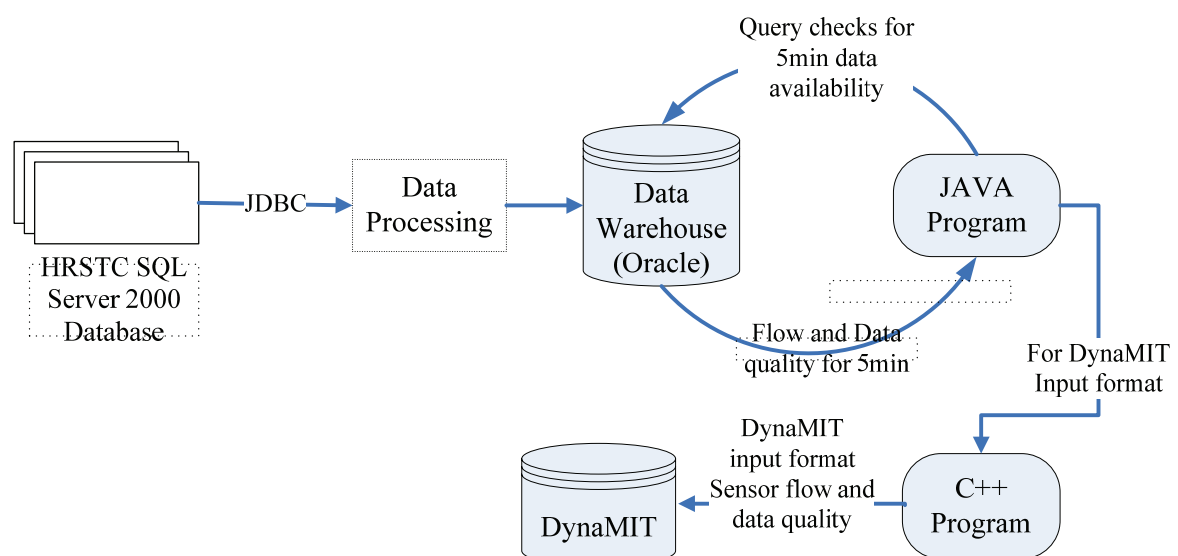 Query checks for
5min data
availability
HRSTC SQL
Server 2000
Database
JDBC
Data
Processing
Data
Warehouse
(Oracle)
JAVA
Program
Flow and Data
quality for 5min
For DynaMIT
Input format
C++
Program
DynaMIT
input format
Sensor flow and
data quality
DynaMIT